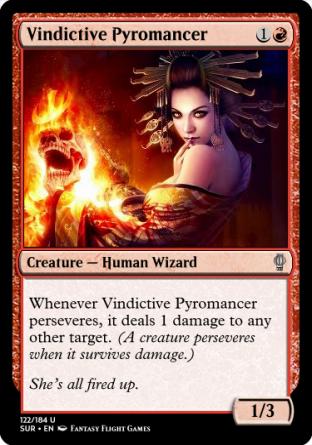 Vindictive Pyromancer 1
Creature — Human Wizard
Whenever Vindictive Pyromancer
perseveres, it deals 1 damage to any
other target. (A creature perseveres
when it survives damage.)
She's all fired up.
1/3
122/184 U
SUR • EN Fantasy Flight Games